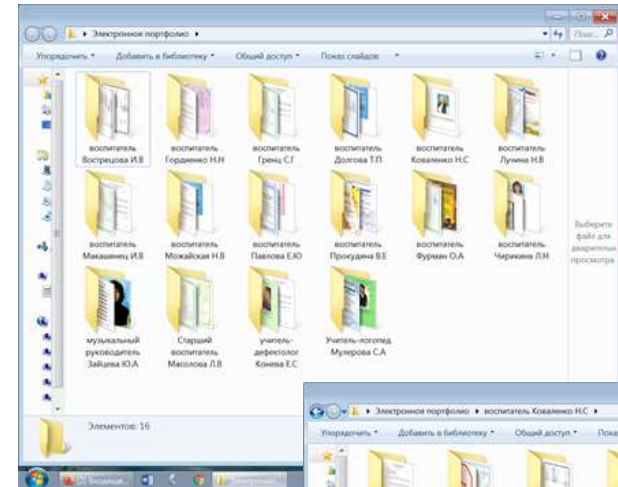 Электронное портфолио
Упорядочить Добавить в библиотеку Общий доступ Показ слайдов
воспитатель Вострецова И.В
воспитатель Гордиенко Н.Н
воспитатель Гренц С.Г
воспитатель Долгова Т.П
воспитатель Коваленко Н.С
воспитатель Лучина Н.В
воспитатель Макашенец И.В
воспитатель Можайская Н.В
воспитатель Павлова Е.Ю
воспитатель Прокудина В.Е
воспитатель Фурман О.А
воспитатель Чирикина Л.Н
музыкальный руководитель Зайцева Ю.А
Старший воспитатель Масолова Л.В
учитель-дефектолог Конева Е.С
Учитель-логопед Мулерова С.А
Выберите
файл для
просмотра
Элементов: 16
Электронное портфолио воспитатель Коваленко Н.С
Упорядочить Добавить в библиотеку Общий доступ Пока